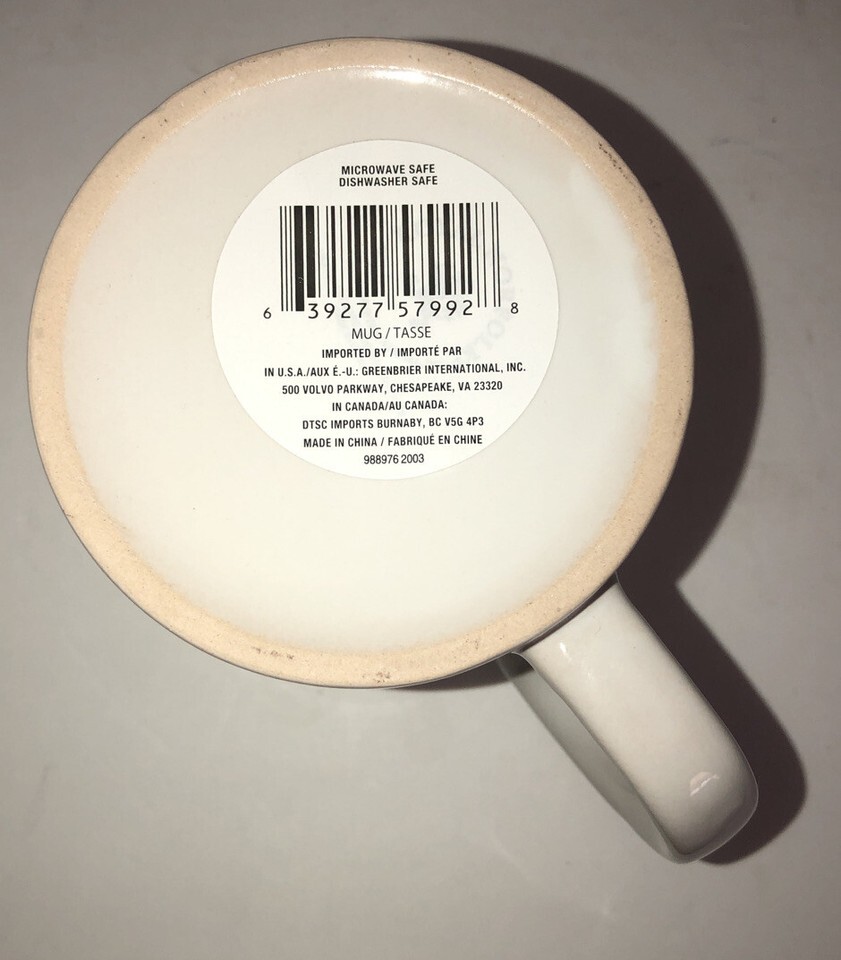 MICROWAVE SAFE
DISHWASHER SAFE
6 39277 57992 8
MUG / TASSE
IMPORTED BY / IMPORTÉ PAR
IN U.S.A./AUX É.-U.: GREENBRIER INTERNATIONAL, INC.
500 VOLVO PARKWAY, CHESAPEAKE, VA 23320
IN CANADA/AU CANADA:
DTSC IMPORTS BURNABY, BC V5G 4P3
MADE IN CHINA / FABRIQUÉ EN CHINE
988976 2003